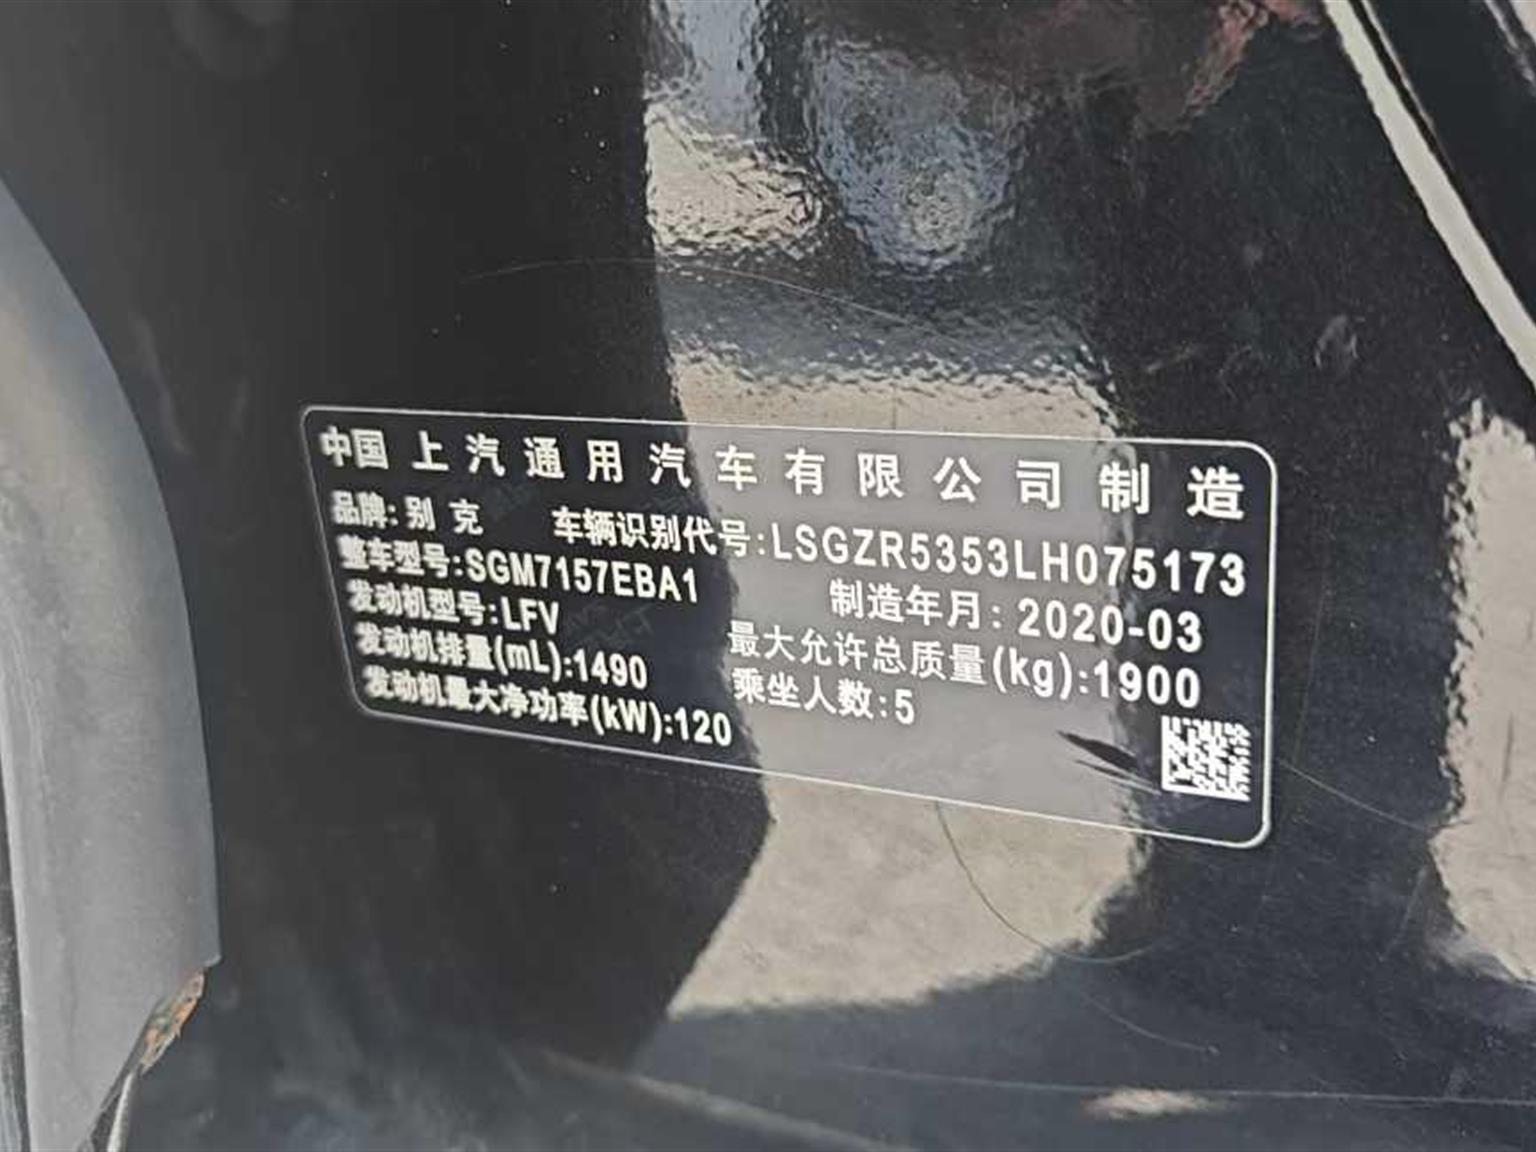 中国上汽通用汽车有限公司制造
品牌:别克 车辆识别代号:LSGZR5353LH075173
整车型号:SGM7157EBA1 制造年月:2020-03
发动机型号:LFV 最大允许总质量(kg):1900
发动机排量(mL):1490 乘坐人数:5
发动机最大净功率(kW):120